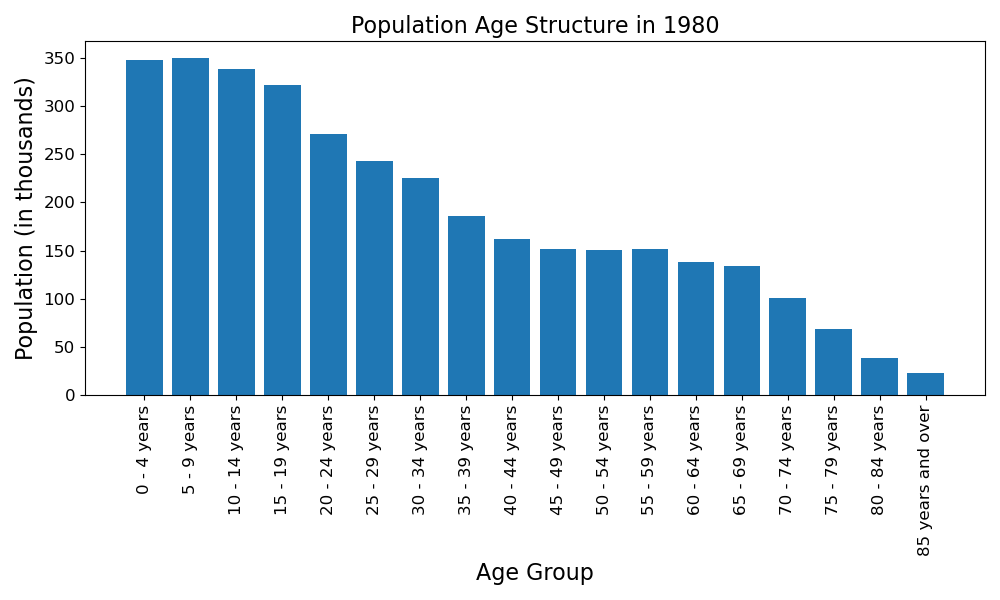 Population Age Structure in 1980
Population (in thousands)
350
300
250
200
150
100
50
0
0 - 4 years
5 - 9 years
10 - 14 years
15 - 19 years
20 - 24 years
25 - 29 years
30 - 34 years
35 - 39 years
40 - 44 years
45 - 49 years
50 - 54 years
55 - 59 years
60 - 64 years
65 - 69 years
70 - 74 years
75 - 79 years
80 - 84 years
85 years and over
Age Group